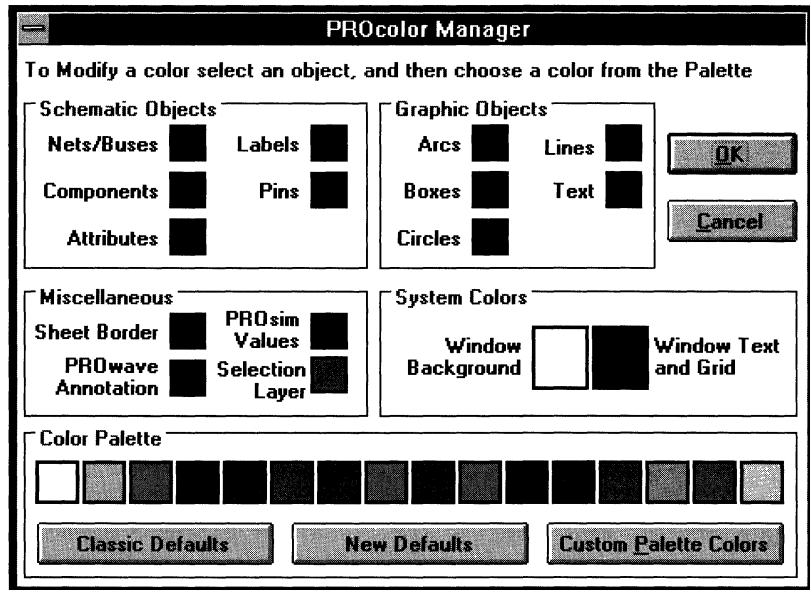 PROcolor Manager
To Modify a color select an object, and then choose a color from the Palette
Schematic Objects
Nets/Buses
Labels
Components
Pins
Attributes
Graphic Objects
Arcs
Lines
Boxes
Text
Circles
OK
Cancel
Miscellaneous
Sheet Border
PROsim
Values
PROwave
Annotation
Selection
Layer
System Colors
Window
Background
Window Text
and Grid
Color Palette
Classic Defaults
New Defaults
Custom Palette Colors